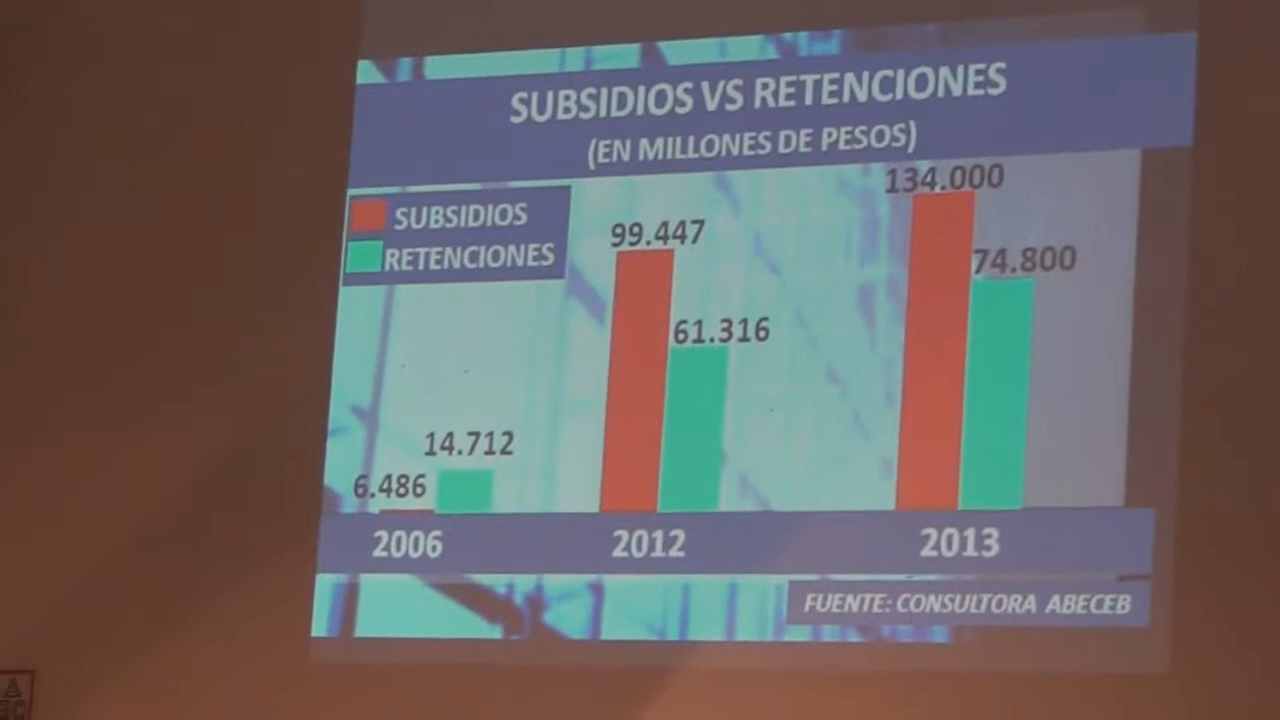 SUBSIDIOS VS RETENCIONES
(EN MILLONES DE PESOS)
SUBSIDIOS
RETENCIONES
6.486
14.712
99.447
61.316
134.000
74.800
2006
2012
2013
FUENTE: CONSULTORA ABECEB